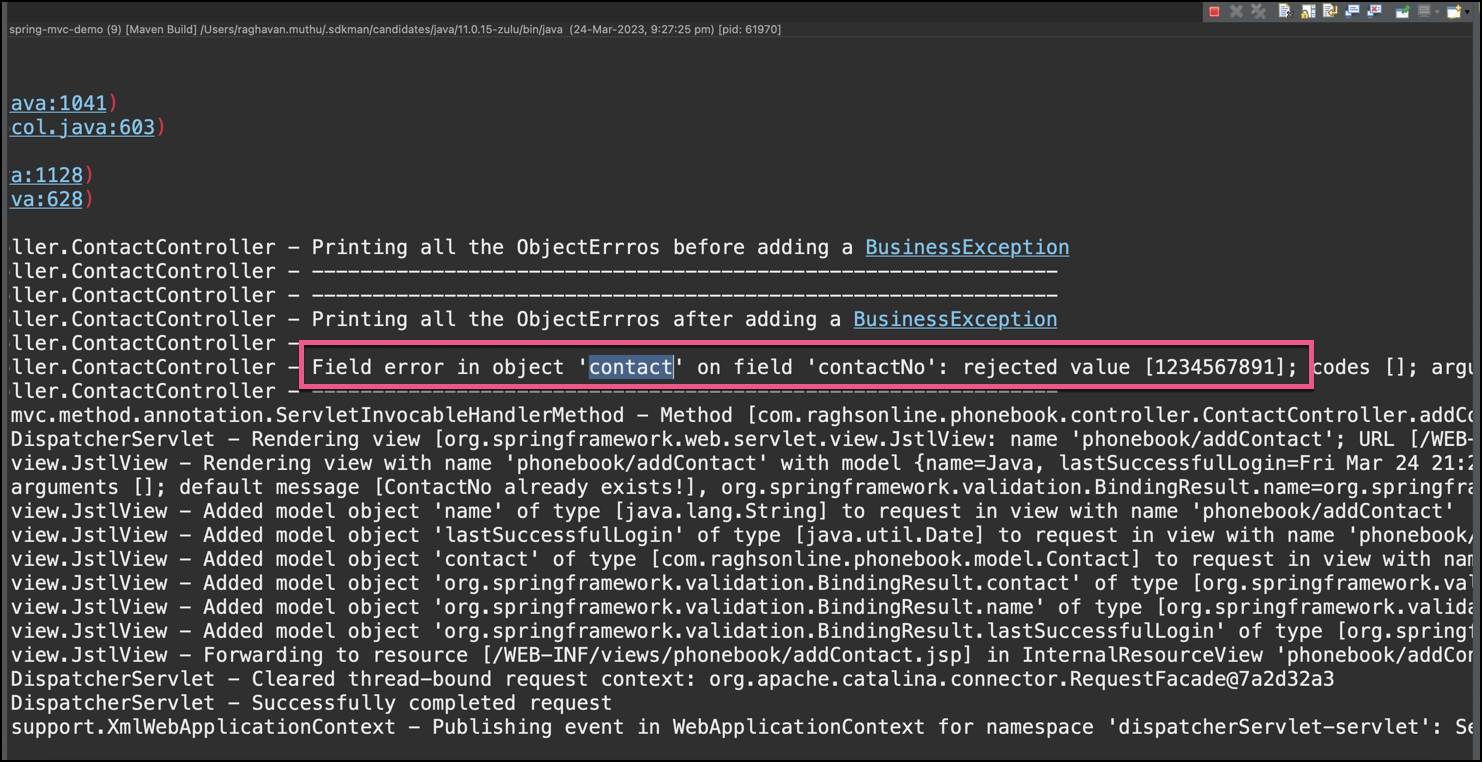 spring-mvc-demo (9) [Maven Build] /Users/raghavan.muthu/.sdkman/candidates/java/11.0.15-zulu/bin/java (24-Mar-2023, 9:27:25 pm) [pid: 61970]
ava:1041)
col.java:603)
a:1128)
va:628)
ller.ContactController - Printing all the ObjectErrros before adding a BusinessException
ller.ContactController - --------------------------------------------------------------
ller.ContactController - --------------------------------------------------------------
ller.ContactController - Printing all the ObjectErrros after adding a BusinessException
ller.ContactController -
ller.ContactController - Field error in object 'contact' on field 'contactNo': rejected value [1234567891]; codes []; argu
ller.ContactController - --------------------------------------------------------------
mvc.method.annotation.ServletInvocableHandlerMethod - Method [com.raghsonline.phonebook.controller.ContactController.addCo
DispatcherServlet - Rendering view [org.springframework.web.servlet.view.JstlView: name 'phonebook/addContact'; URL [/WEB-
view.JstlView - Rendering view with name 'phonebook/addContact' with model {name=Java, lastSuccessfulLogin=Fri Mar 24 21:2
arguments []; default message [ContactNo already exists!], org.springframework.validation.BindingResult.name=org.springfra
view.JstlView - Added model object 'name' of type [java.lang.String] to request in view with name 'phonebook/addContact'
view.JstlView - Added model object 'lastSuccessfulLogin' of type [java.util.Date] to request in view with name 'phonebook/
view.JstlView - Added model object 'contact' of type [com.raghsonline.phonebook.model.Contact] to request in view with nam
view.JstlView - Added model object 'org.springframework.validation.BindingResult.contact' of type [org.springframework.val
view.JstlView - Added model object 'org.springframework.validation.BindingResult.name' of type [org.springframework.valida
view.JstlView - Added model object 'org.springframework.validation.BindingResult.lastSuccessfulLogin' of type [org.springf
view.JstlView - Forwarding to resource [/WEB-INF/views/phonebook/addContact.jsp] in InternalResourceView 'phonebook/addCon
DispatcherServlet - Cleared thread-bound request context: org.apache.catalina.connector.RequestFacade@7a2d32a3
DispatcherServlet - Successfully completed request
support.XmlWebApplicationContext - Publishing event in WebApplicationContext for namespace 'dispatcherServlet-servlet': Se